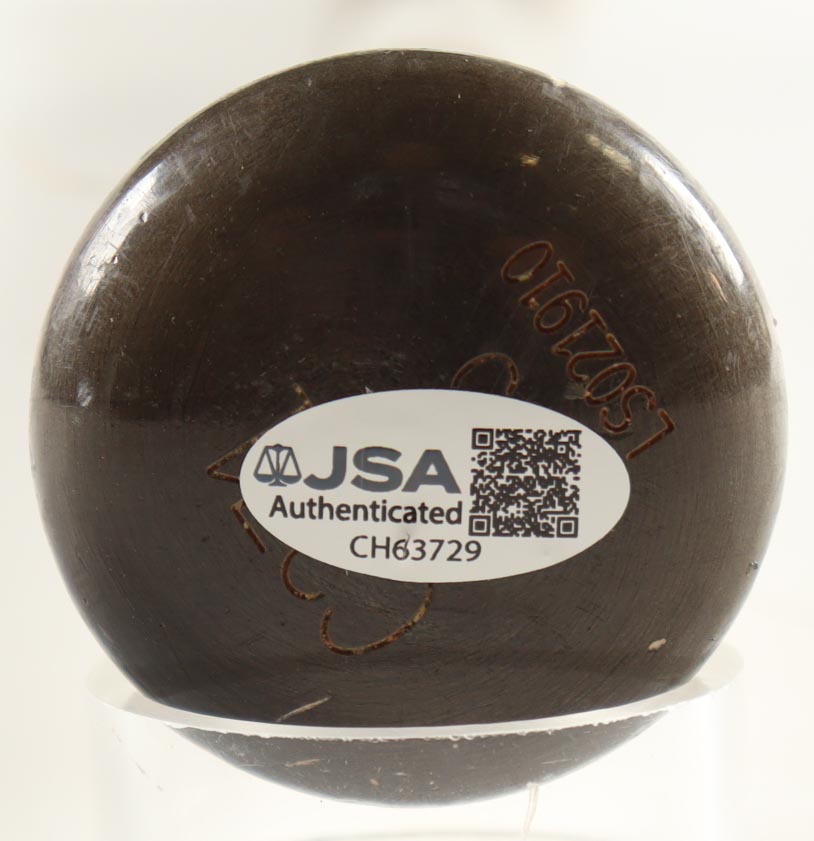 JSA
Authenticated
CH63729
LS021910